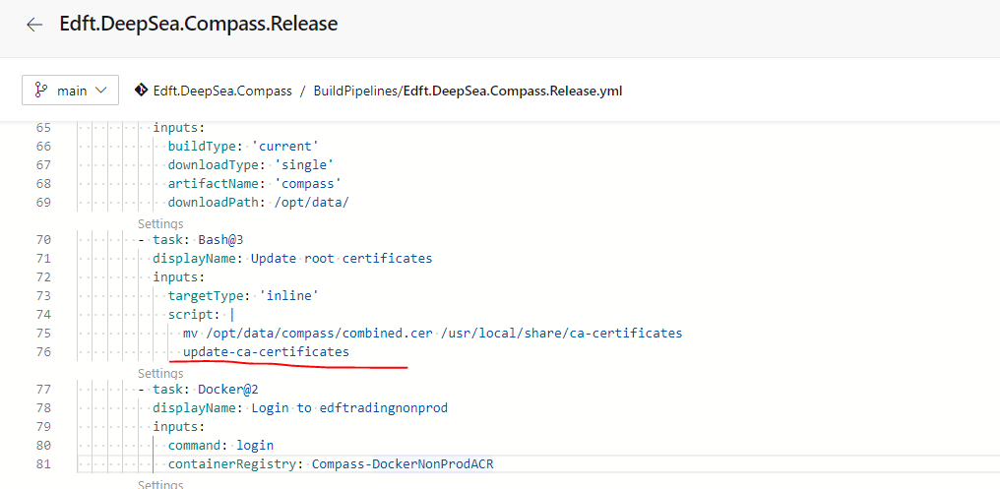 Edft.DeepSea.Compass.Release
main Edft.DeepSea.Compass / BuildPipelines/Edft.DeepSea.Compass.Release.yml
65 inputs:
66 buildType: 'current'
67 downloadType: 'single'
68 artifactName: 'compass'
69 downloadPath: /opt/data/
Settings
70 - task: Bash@3
71 displayName: Update root certificates
72 inputs:
73 targetType: 'inline'
74 script: |
75 mv /opt/data/compass/combined.cer /usr/local/share/ca-certificates
76 update-ca-certificates
Settings
77 - task: Docker@2
78 displayName: Login to edftradingnonprod
79 inputs:
80 command: login
81 containerRegistry: Compass-DockerNonProdACR
Settings